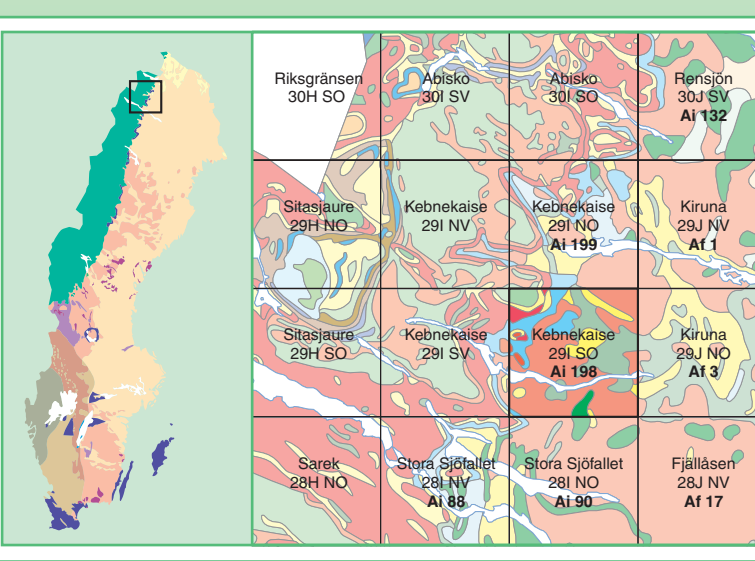 Riksgränsen
30H SO
Abisko
30I SV
Abisko
30I SO
Rensjön
30J SV
Ai 132
Sitasjaure
29H NO
Kebnekaise
29I NV
Kebnekaise
29I NO
Ai 199
Kiruna
29J NV
Af 1
Sitasjaure
29H SO
Kebnekaise
29I SV
Kebnekaise
29I SO
Ai 198
Kiruna
29J NO
Af 3
Sarek
28H NO
Stora Sjöfallet
28I NV
Ai 88
Stora Sjöfallet
28I NO
Ai 90
Fjällåsen
28J NV
Af 17